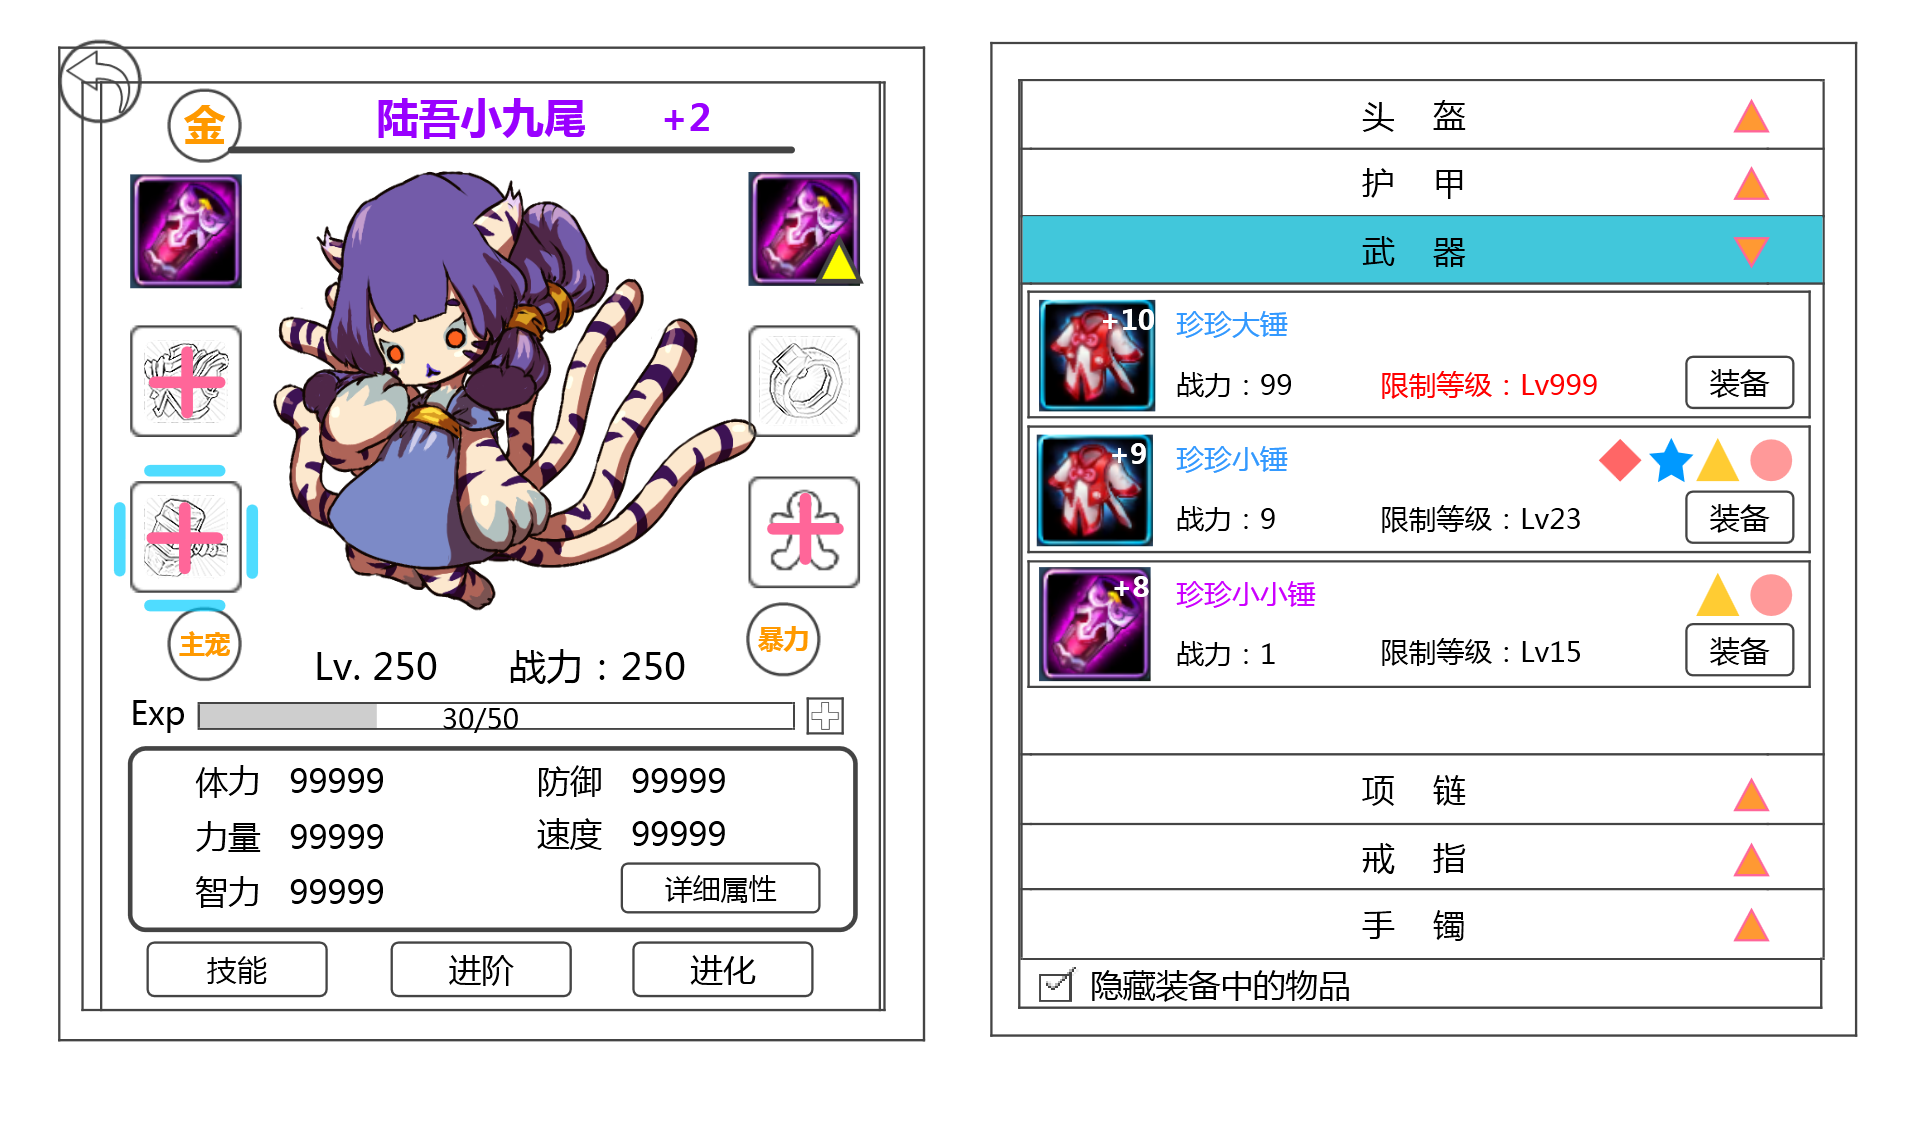 金 陆吾小九尾 +2
主宠 暴力
Lv. 250 战力：250
Exp 30/50
体力 99999 防御 99999
力量 99999 速度 99999
智力 99999 详细属性
技能 进阶 进化
头 盔
护 甲
武 器
+10 珍珍大锤
战力：99 限制等级：Lv999 装备
+9 珍珍小锤
战力：9 限制等级：Lv23 装备
+8 珍珍小小锤
战力：1 限制等级：Lv15 装备
项 链
戒 指
手 镯
隐藏装备中的物品